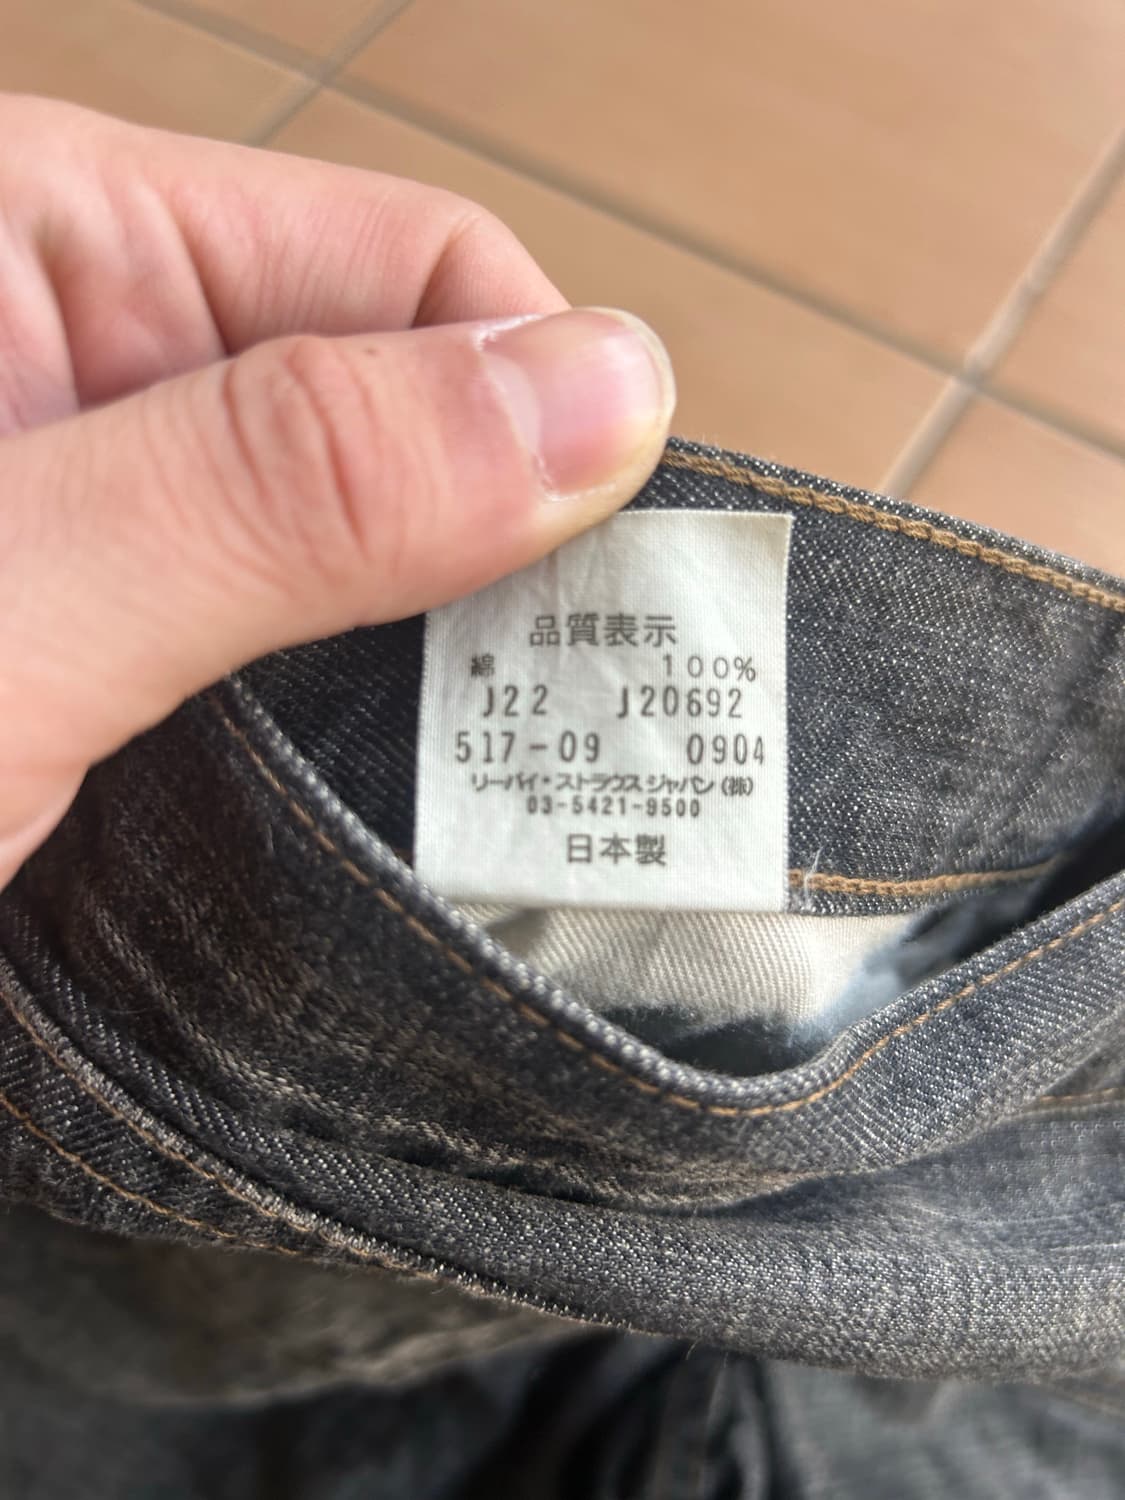 品質表示
綿 100%
J22 J20692
517-09 0904
リーバイ・ストラウス ジャパン(株)
03-5421-9500
日本製